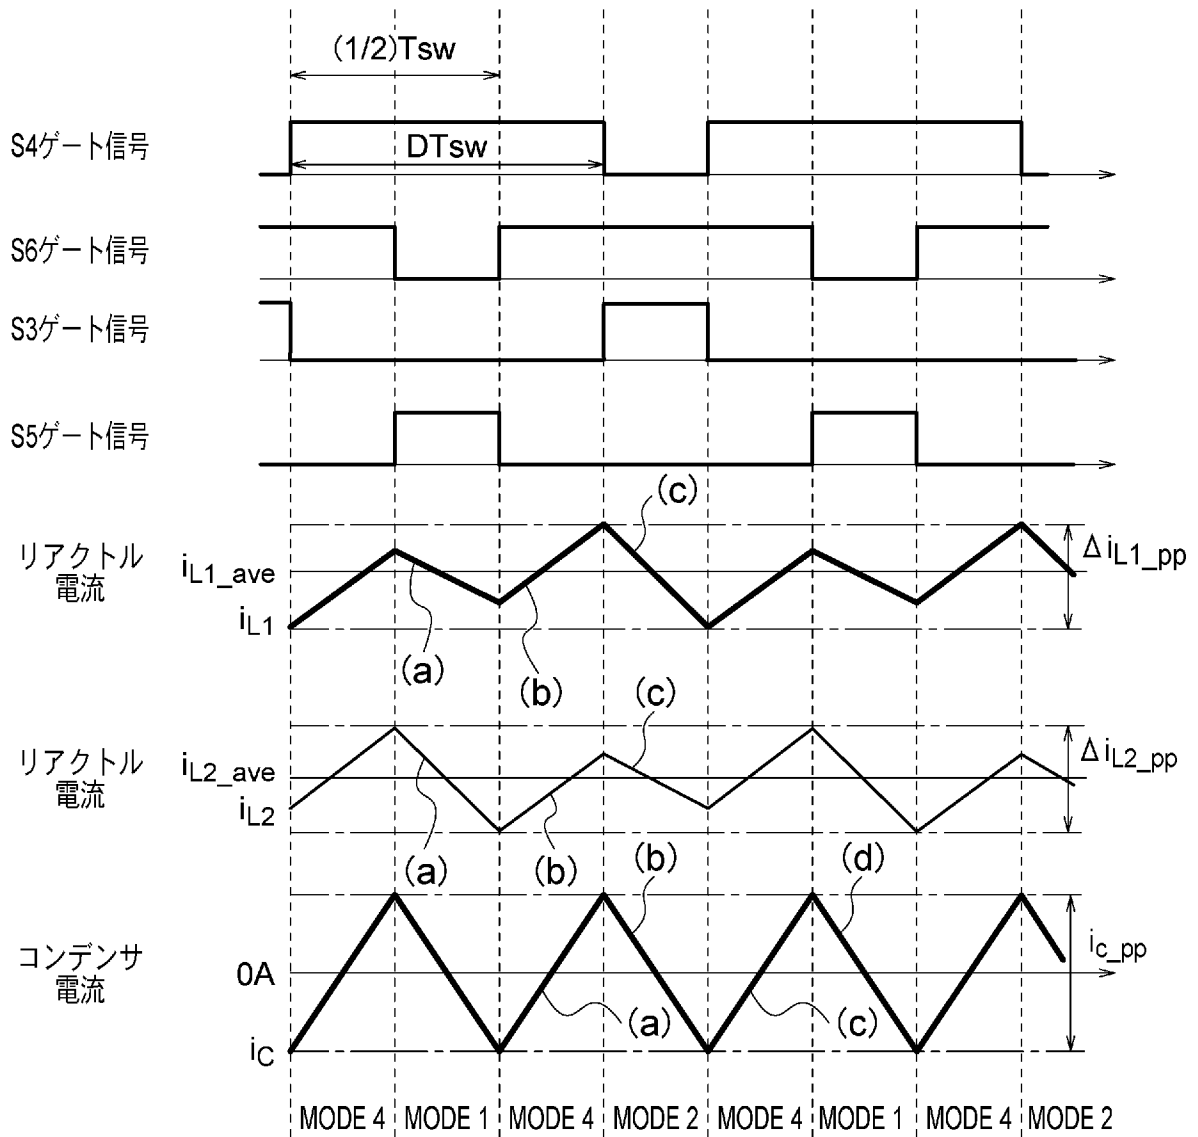 (1/2)Tsw
S4ゲート信号
DTsw
S6ゲート信号
S3ゲート信号
S5ゲート信号
(c)
リアクトル
電流
iL1_ave
iL1
ΔiL1_pp
(a)
(b)
(c)
リアクトル
電流
iL2_ave
iL2
ΔiL2_pp
(a)
(b)
(b)
(d)
コンデンサ
電流
0A
iC
ic_pp
(a)
(c)
MODE 4 MODE 1 MODE 4 MODE 2 MODE 4 MODE 1 MODE 4 MODE 2